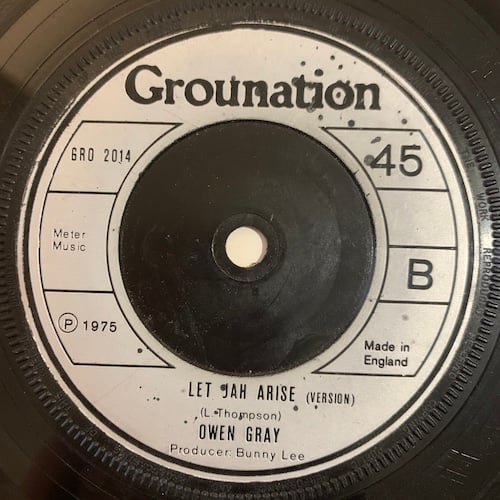 Grounation
GRO 2014
45
Meter
Music
B
Ⓟ 1975
Made in
England
LET JAH ARISE (VERSION)
(L.Thompson)
OWEN GRAY
Producer: Bunny Lee